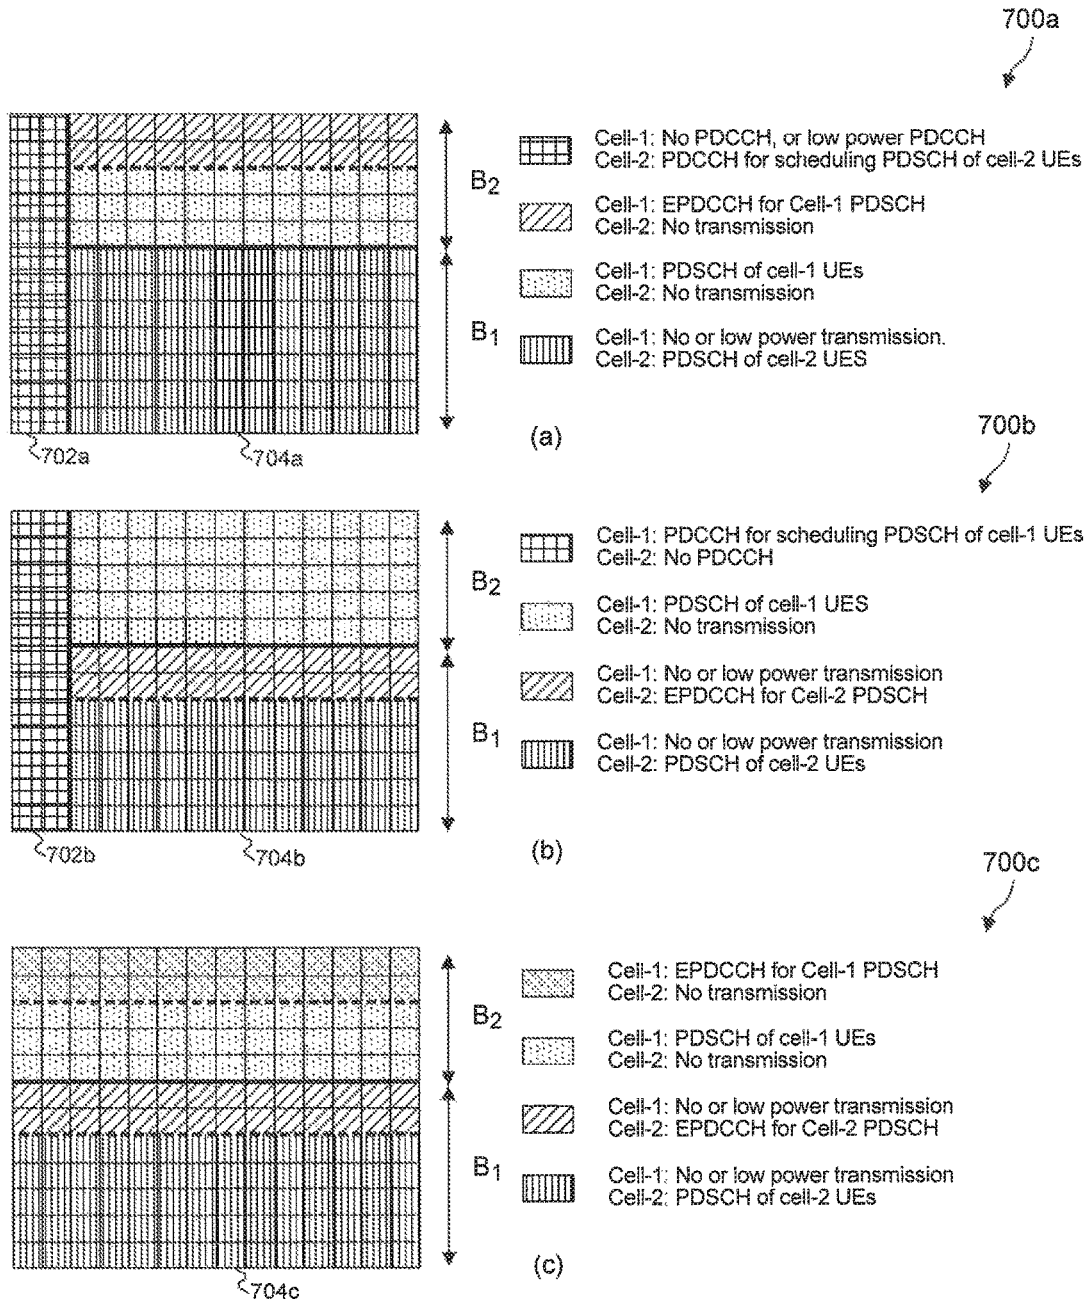 700a
Cell-1: No PDCCH, or low power PDCCH
Cell-2: PDCCH for scheduling PDSCH of cell-2 UEs
B2
Cell-1: EPDCCH for Cell-1 PDSCH
Cell-2: No transmission
Cell-1: PDSCH of cell-1 UEs
Cell-2: No transmission
B1
Cell-1: No or low power transmission.
Cell-2: PDSCH of cell-2 UES
702a
704a
(a)
700b
Cell-1: PDCCH for scheduling PDSCH of cell-1 UEs
Cell-2: No PDCCH
B2
Cell-1: PDSCH of cell-1 UES
Cell-2: No transmission
Cell-1: No or low power transmission
Cell-2: EPDCCH for Cell-2 PDSCH
B1
Cell-1: No or low power transmission
Cell-2: PDSCH of cell-2 UEs
702b
704b
(b)
700c
Cell-1: EPDCCH for Cell-1 PDSCH
Cell-2: No transmission
B2
Cell-1: PDSCH of cell-1 UEs
Cell-2: No transmission
Cell-1: No or low power transmission
Cell-2: EPDCCH for Cell-2 PDSCH
B1
Cell-1: No or low power transmission
Cell-2: PDSCH of cell-2 UEs
704c
(c)